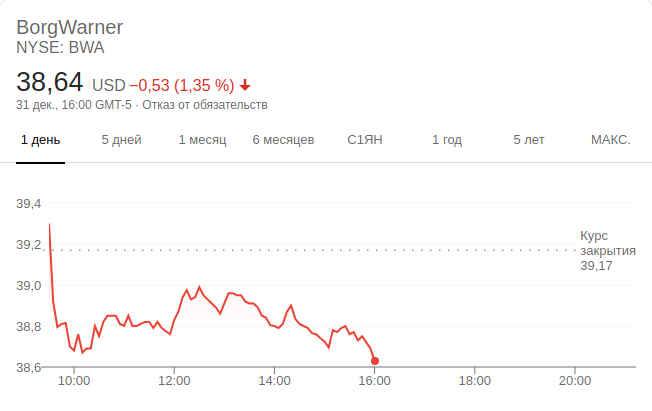 BorgWarner
NYSE: BWA
38,64 USD −0,53 (1,35 %)
31 дек., 16:00 GMT-5 · Отказ от обязательств
1 день 5 дней 1 месяц 6 месяцев С1ЯН 1 год 5 лет МАКС.
39,4
39,2
39,0
38,8
38,6
Курс
закрытия
39,17
10:00 12:00 14:00 16:00 18:00 20:00